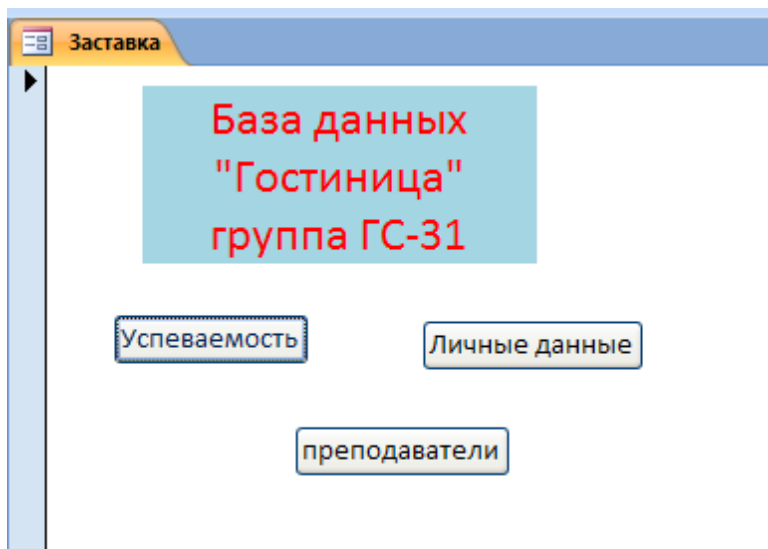 Заставка
База данных
"Гостиница"
группа ГС-31
Успеваемость
Личные данные
преподаватели